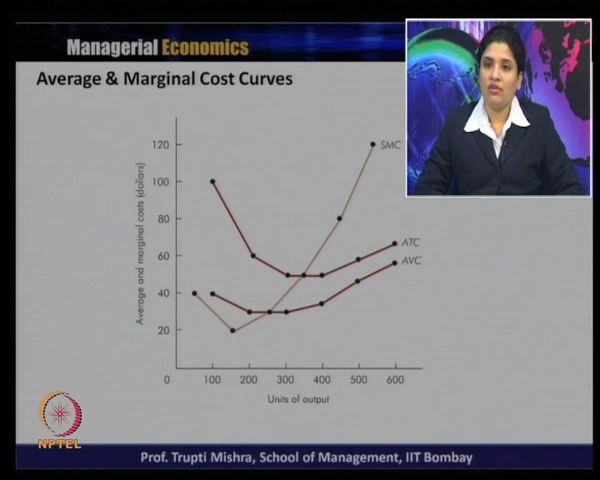 Managerial Economics
Average & Marginal Cost Curves
Average and marginal costs (dollars)
120
100
80
60
40
20
0
100
200
300
400
500
600
Units of output
SMC
ATC
AVC
NPTEL
Prof. Trupti Mishra, School of Management, IIT Bombay